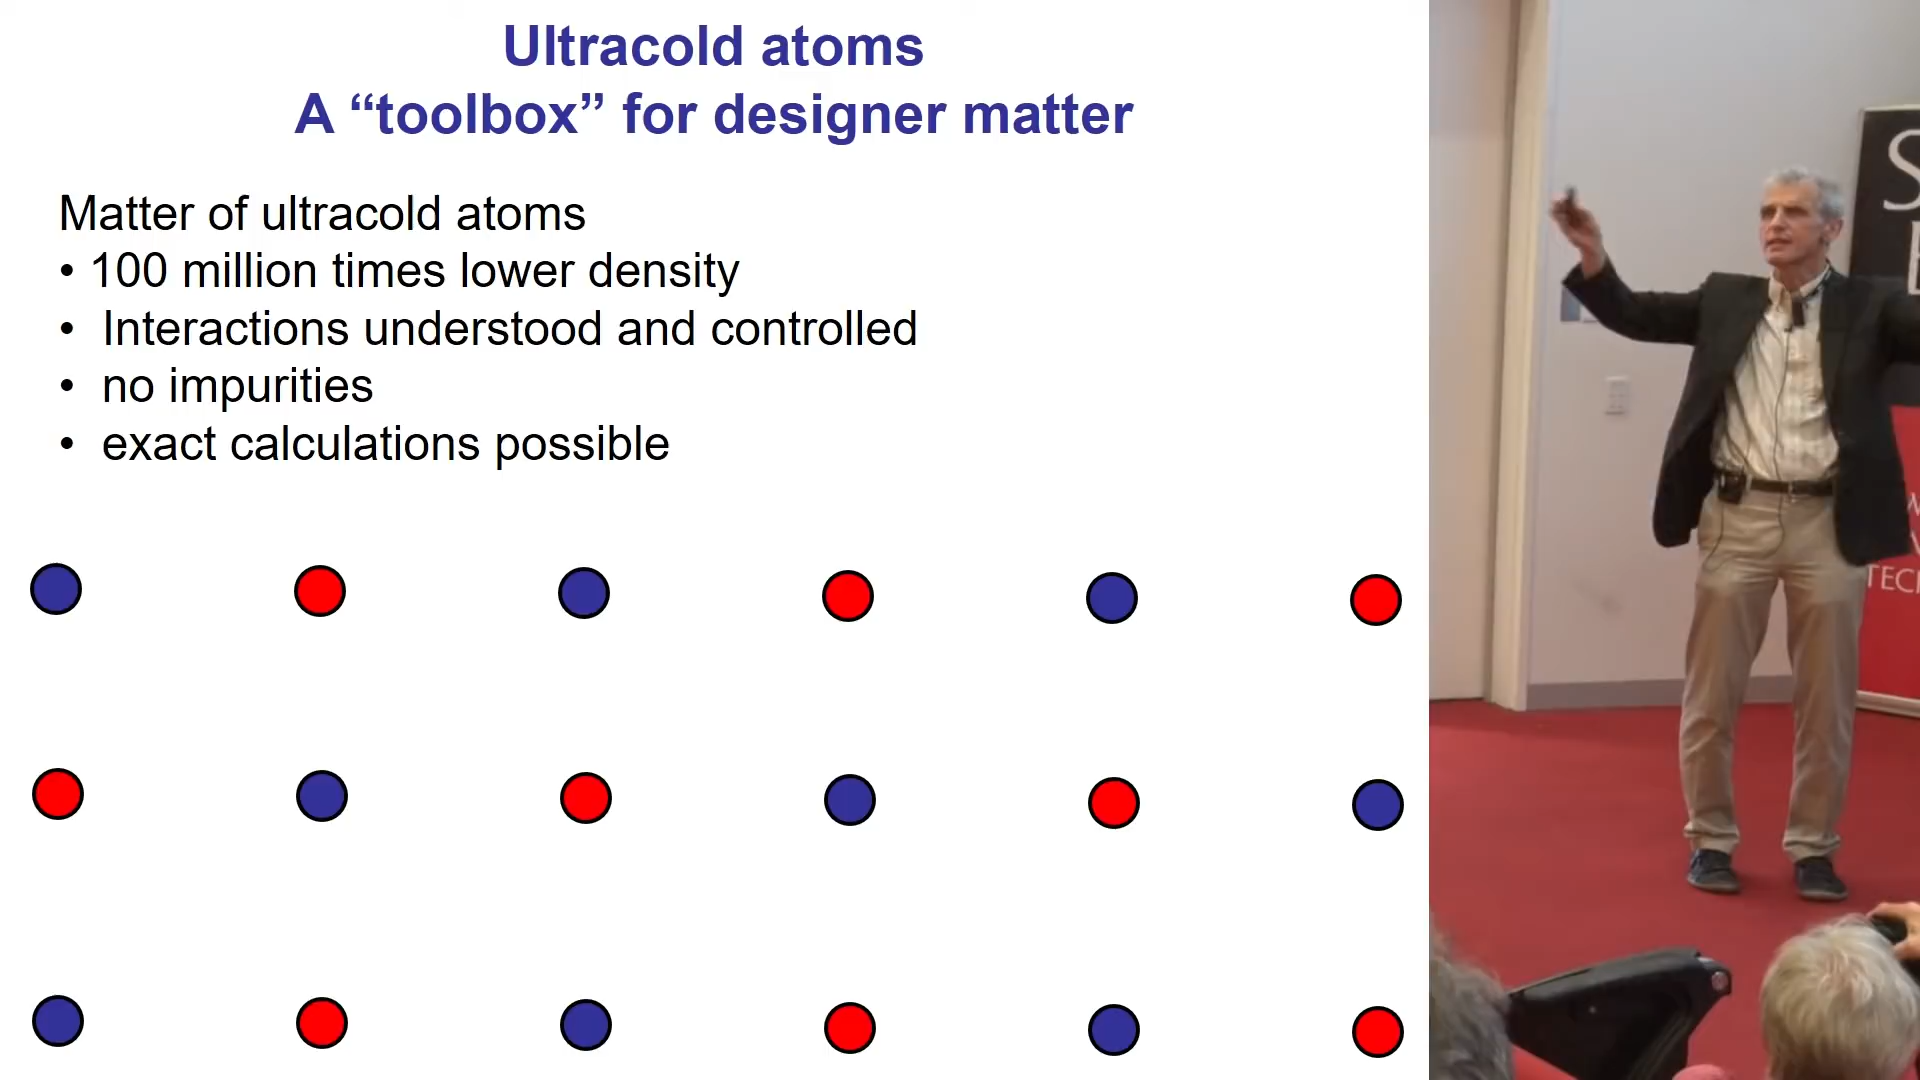 Ultracold atoms
A “toolbox” for designer matter
Matter of ultracold atoms
• 100 million times lower density
• Interactions understood and controlled
• no impurities
• exact calculations possible